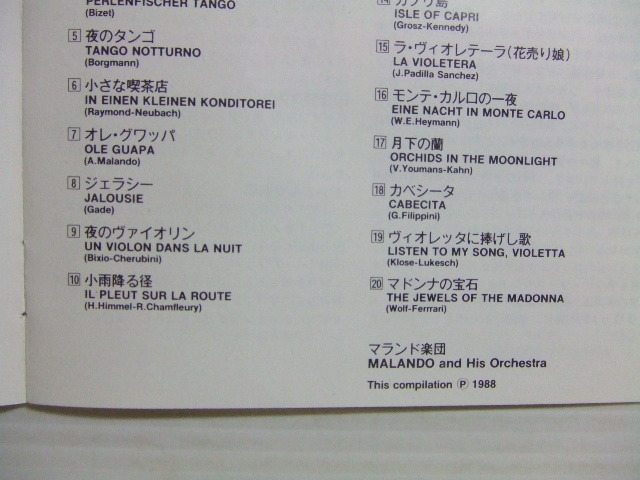 PERLENFISCHER TANGO
(Bizet)
5 夜のタンゴ
TANGO NOTTURNO
(Borgmann)
6 小さな喫茶店
IN EINEN KLEINEN KONDITOREI
(Raymond-Neubach)
7 オレ・グワッパ
OLE GUAPA
(A.Malando)
8 ジェラシー
JALOUSIE
(Gade)
9 夜のヴァイオリン
UN VIOLON DANS LA NUIT
(Bixio-Cherubini)
10 小雨降る径
IL PLEUT SUR LA ROUTE
(H.Himmel-R.Chamfleury)
14 カプリ島
ISLE OF CAPRI
(Grosz-Kennedy)
15 ラ・ヴィオレテーラ(花売り娘)
LA VIOLETERA
(J.Padilla Sanchez)
16 モンテ・カルロの一夜
EINE NACHT IN MONTE CARLO
(W.E.Heymann)
17 月下の蘭
ORCHIDS IN THE MOONLIGHT
(V.Youmans-Kahn)
18 カベシータ
CABECITA
(G.Filippini)
19 ヴィオレッタに捧げし歌
LISTEN TO MY SONG, VIOLETTA
(Klose-Lukesch)
20 マドンナの宝石
THE JEWELS OF THE MADONNA
(Wolf-Ferrrari)
マランド楽団
MALANDO and His Orchestra
This compilation Ⓟ 1988